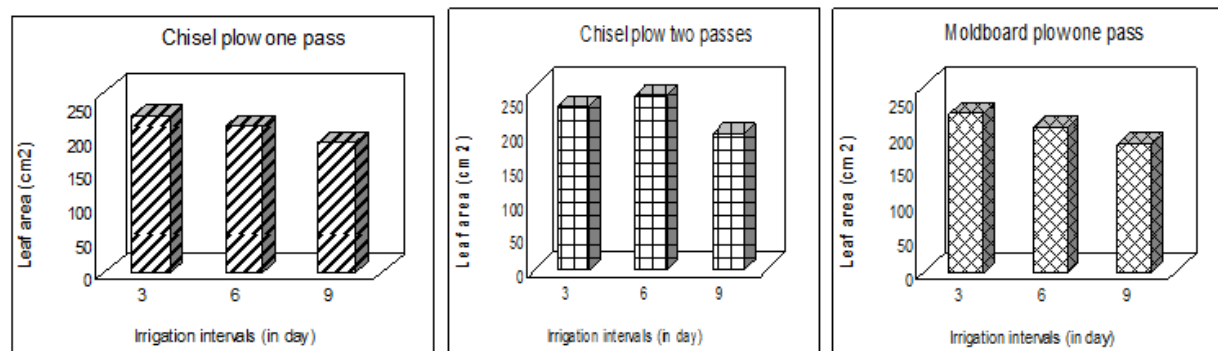 Chisel plow one pass
250
200
150
100
50
0
Leaf area (cm2)
3 6 9
Irrigation intervals (in day)
Chisel plow two passes
250
200
150
100
50
0
Leaf area (cm 2)
3 6 9
Irrigation intervals (in day)
Moldboard plow one pass
250
200
150
100
50
0
Leaf area (cm 2)
3 6 9
Irrigation intervals (in day)